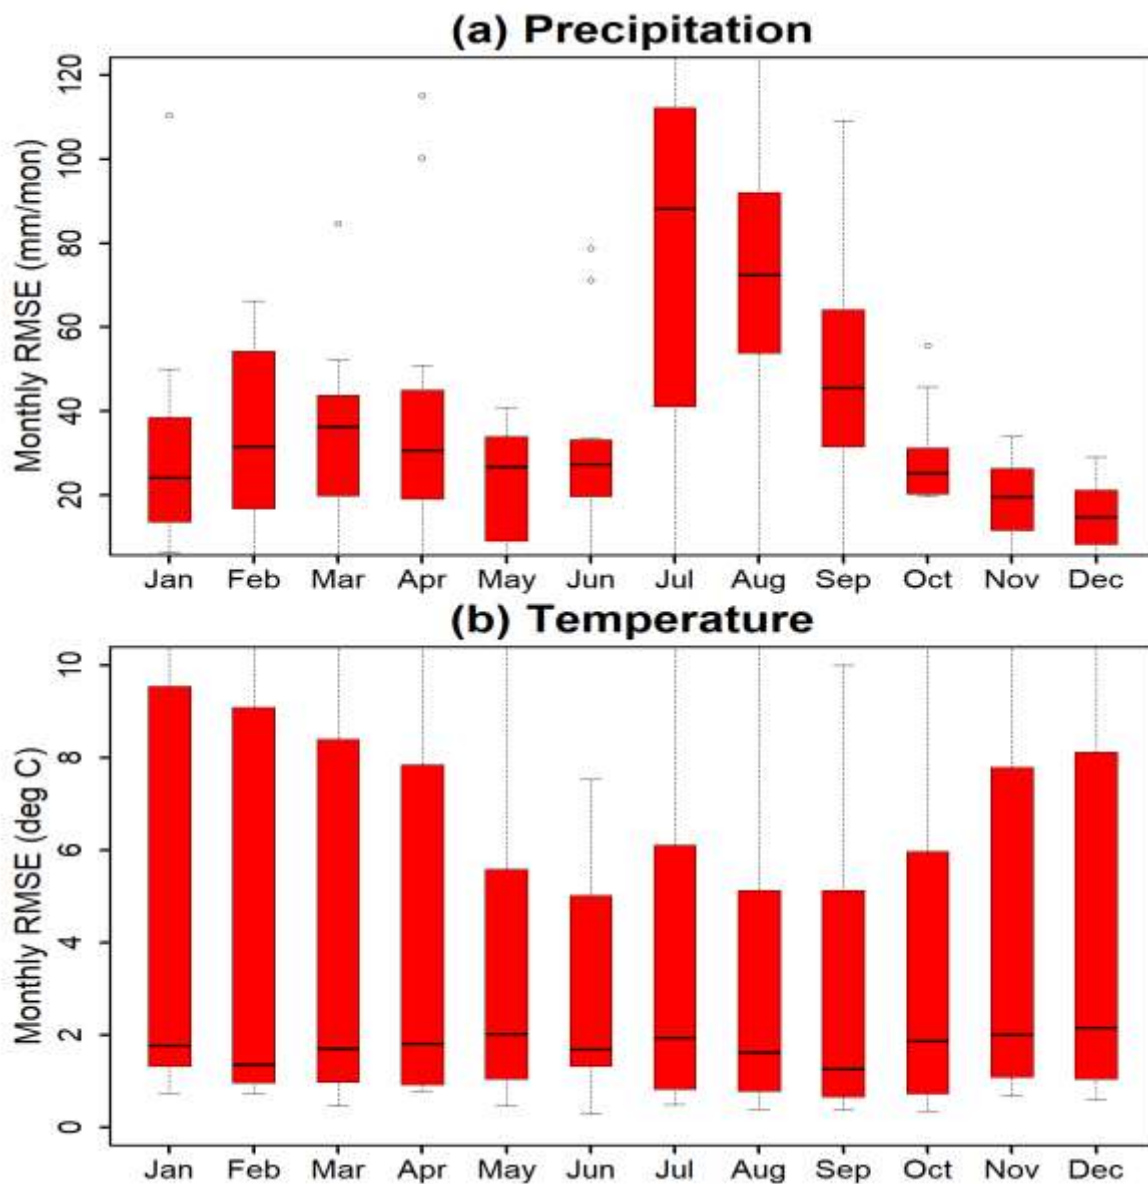 (a) Precipitation
Monthly RMSE (mm/mon)
120
100
80
60
40
20
Jan Feb Mar Apr May Jun Jul Aug Sep Oct Nov Dec
(b) Temperature
Monthly RMSE (deg C)
10
8
6
4
2
0
Jan Feb Mar Apr May Jun Jul Aug Sep Oct Nov Dec